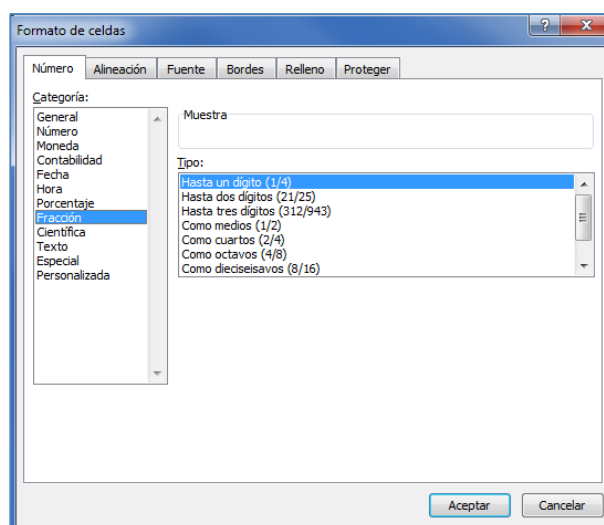 Formato de celdas
Número Alineación Fuente Bordes Relleno Proteger
Categoría:
General
Número
Moneda
Contabilidad
Fecha
Hora
Porcentaje
Fracción
Científica
Texto
Especial
Personalizada
Muestra
Tipo:
Hasta un dígito (1/4)
Hasta dos dígitos (21/25)
Hasta tres dígitos (312/943)
Como medios (1/2)
Como cuartos (2/4)
Como octavos (4/8)
Como dieciseisavos (8/16)
Aceptar Cancelar